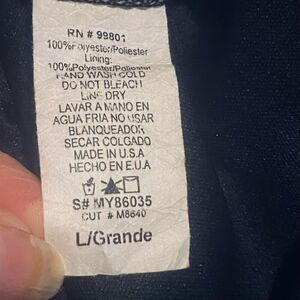 RN # 99801
100% Polyester/Poliester
Lining:
100%Polyester/Poliester
HAND WASH COLD
DO NOT BLEACH
LINE DRY
LAVAR A MANO EN
AGUA FRIA NO USAR
BLANQUEADOR
SECAR COLGADO
MADE IN U.S.A
HECHO EN E.U.A
S# MY86035
CUT # M8640
L/Grande